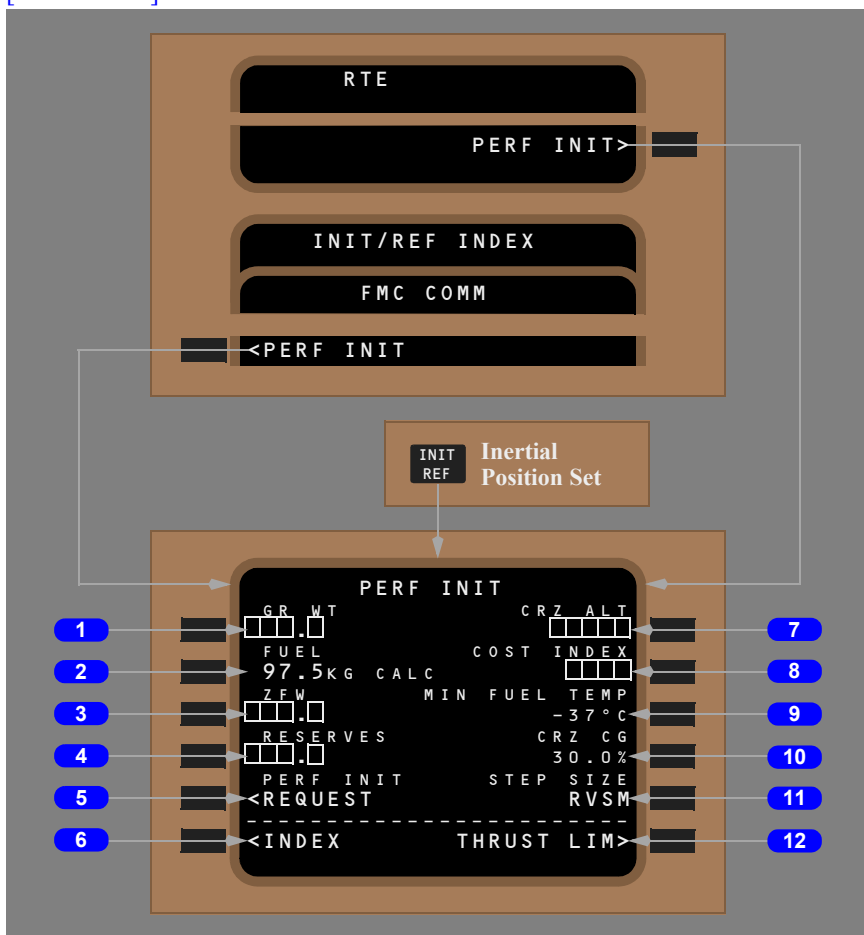 RTE
PERF INIT>
INIT/REF INDEX
FMC COMM
<PERF INIT
INIT REF
Inertial
Position Set
PERF INIT
GR WT CRZ ALT
1 . 7
FUEL COST INDEX
2 97.5KG CALC 8
ZFW MIN FUEL TEMP
3 . -37°C 9
RESERVES CRZ CG
4 . 30.0% 10
PERF INIT STEP SIZE
5 <REQUEST RVSM 11
------------------------
6 <INDEX THRUST LIM> 12